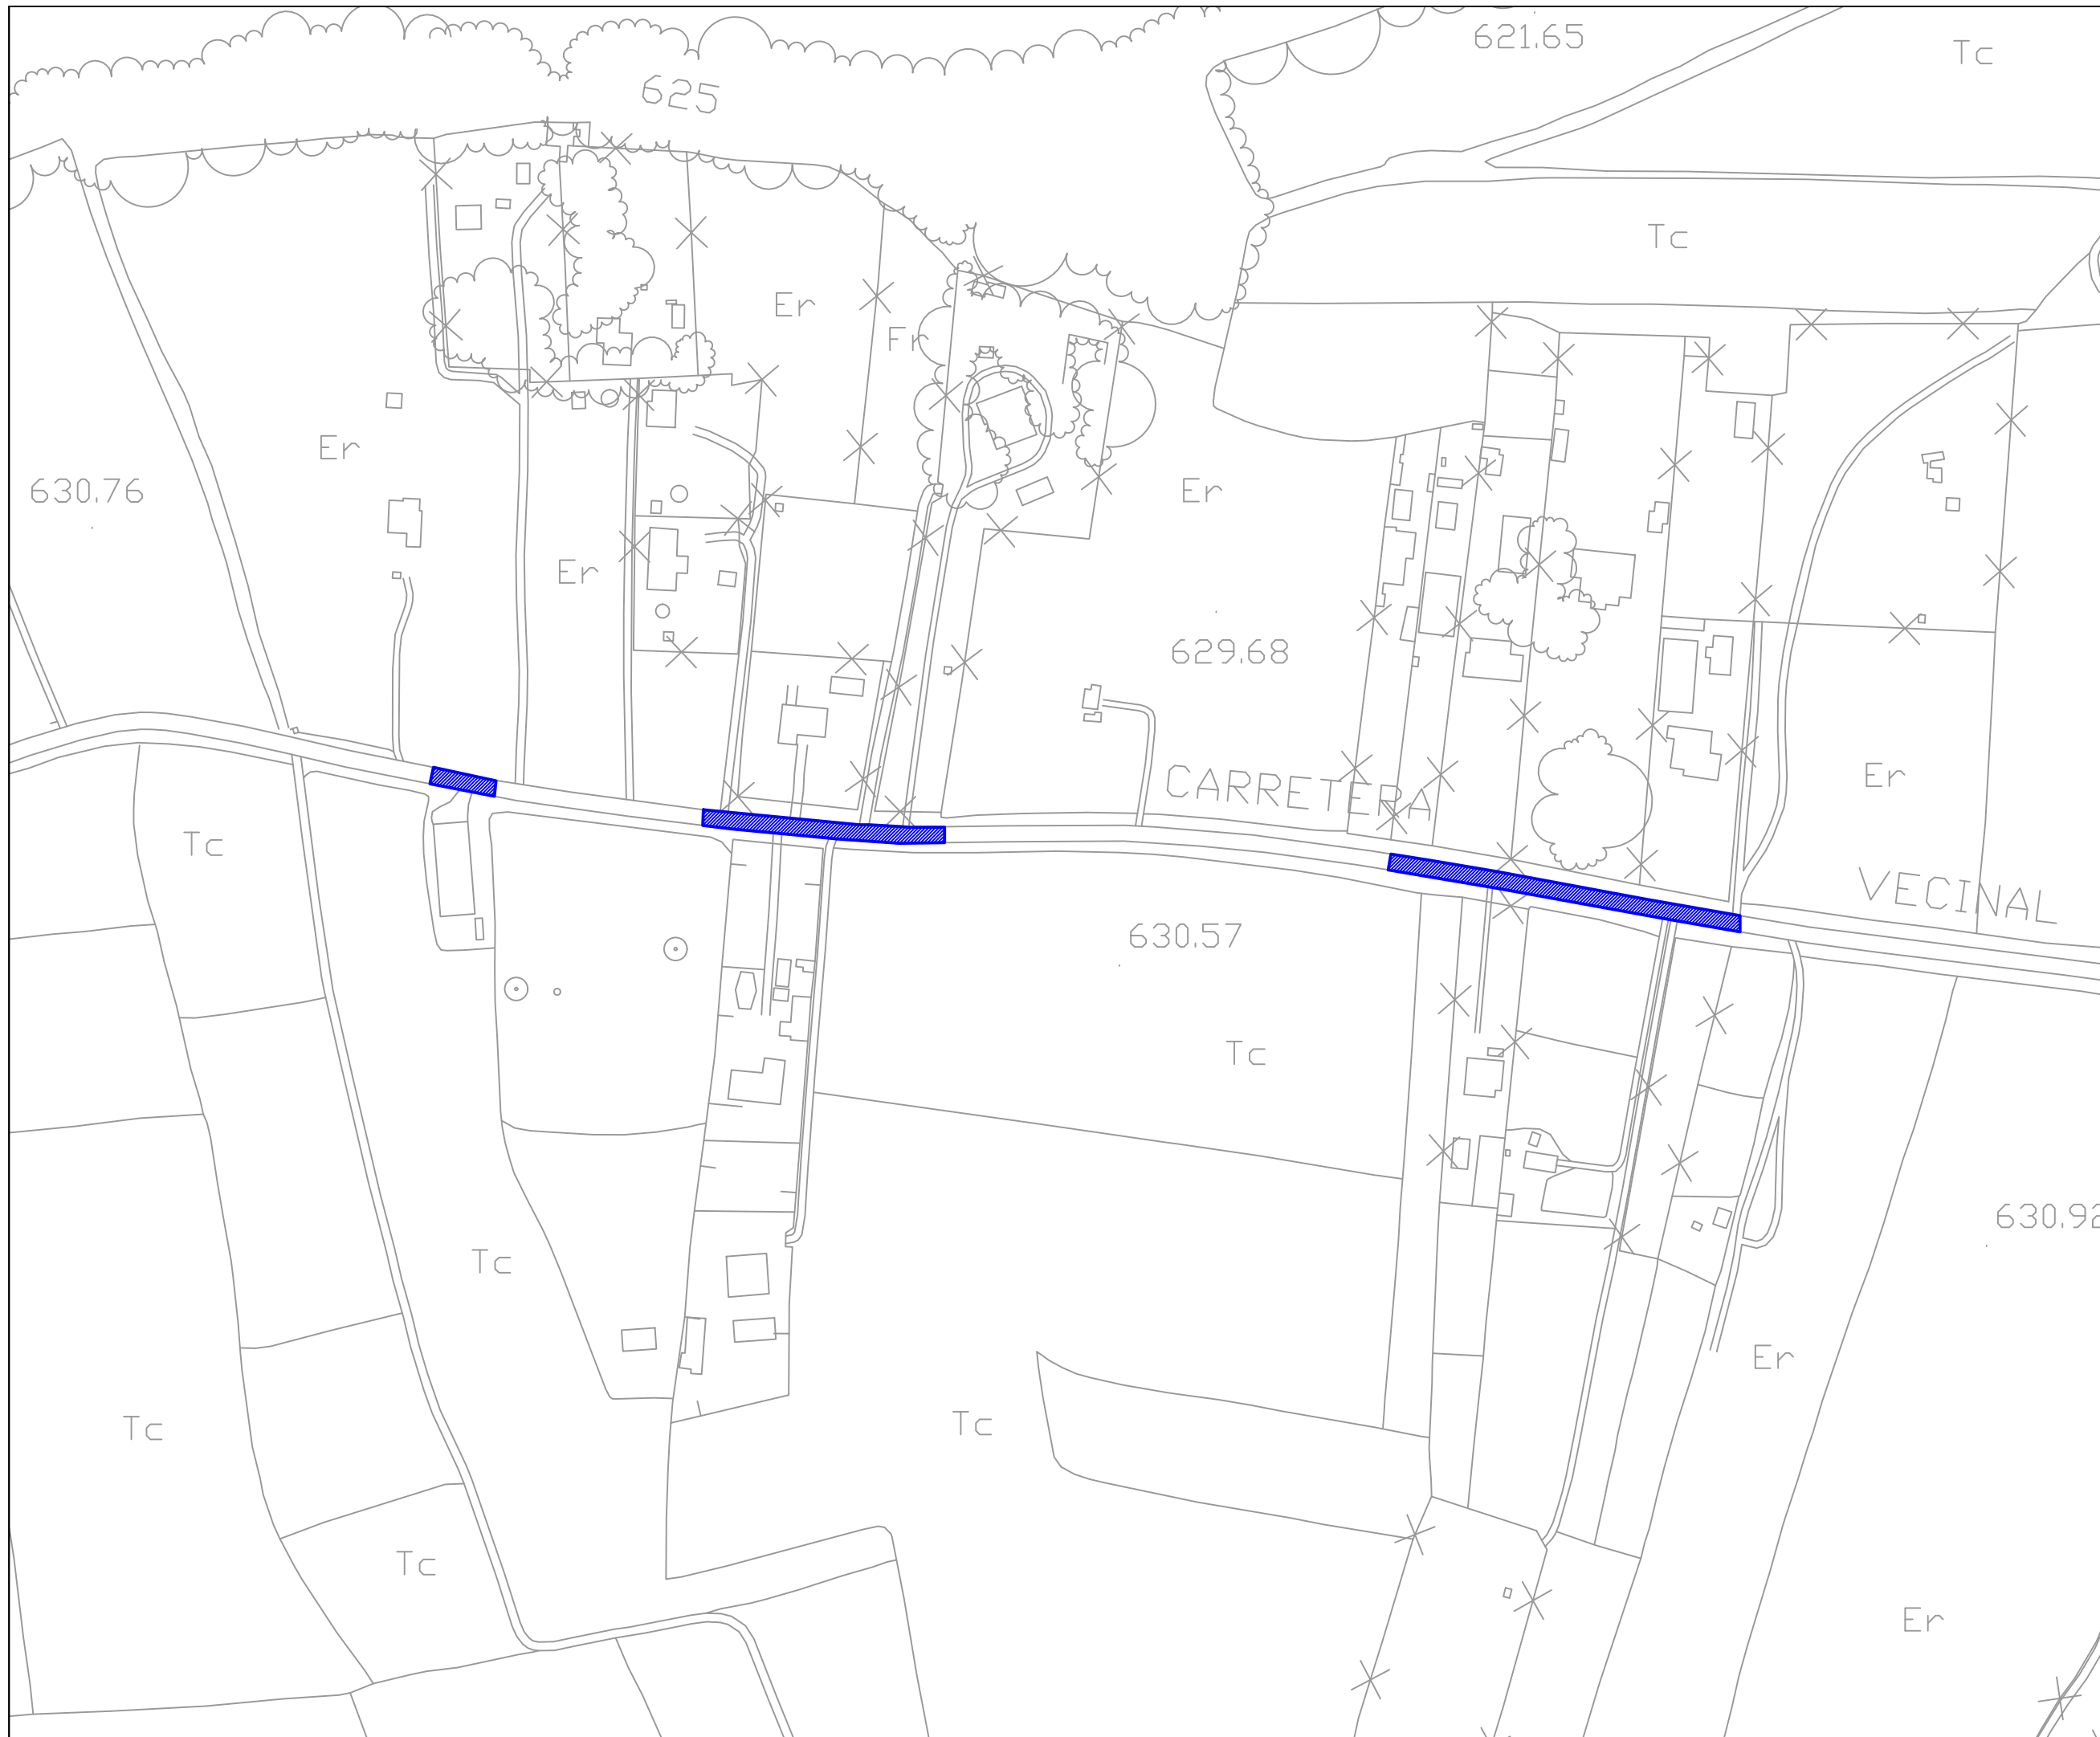 621.65
Tc
625
Tc
Er
Fr
Er
630.76
Er
Er
629.68
CARRETERA
Er
Tc
VECINAL
630.57
Tc
630.92
Tc
Er
Tc
Tc
Tc
Er